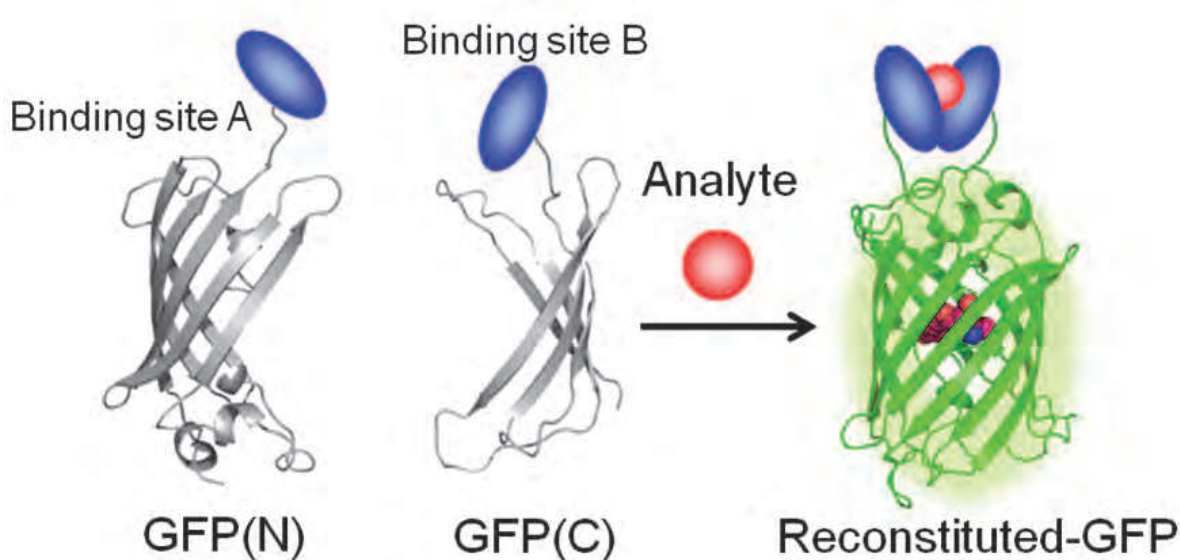 Binding site B
Binding site A
Analyte
GFP(N)
GFP(C)
Reconstituted-GFP